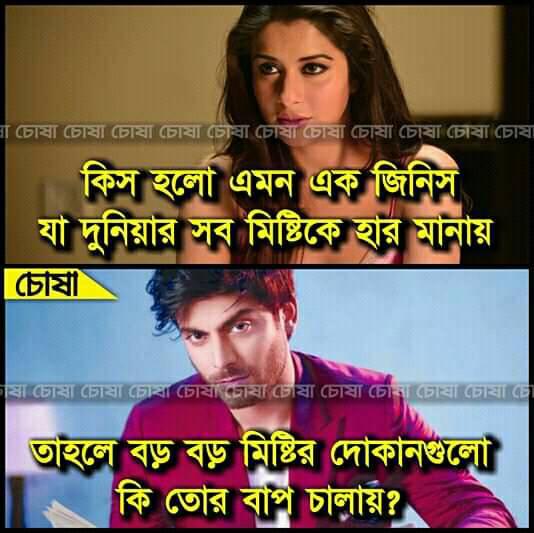 চোষা চোষা চোষা চোষা চোষা চোষা চোষা চোষা চোষা চোষা
কিস হলো এমন এক জিনিস
যা দুনিয়ার সব মিষ্টিকে হার মানায়
চোষা
চোষা চোষা চোষা চোষা চোষা চোষা চোষা চোষা চোষা চোষা
তাহলে বড় বড় মিষ্টির দোকানগুলো
কি তোর বাপ চালায়?